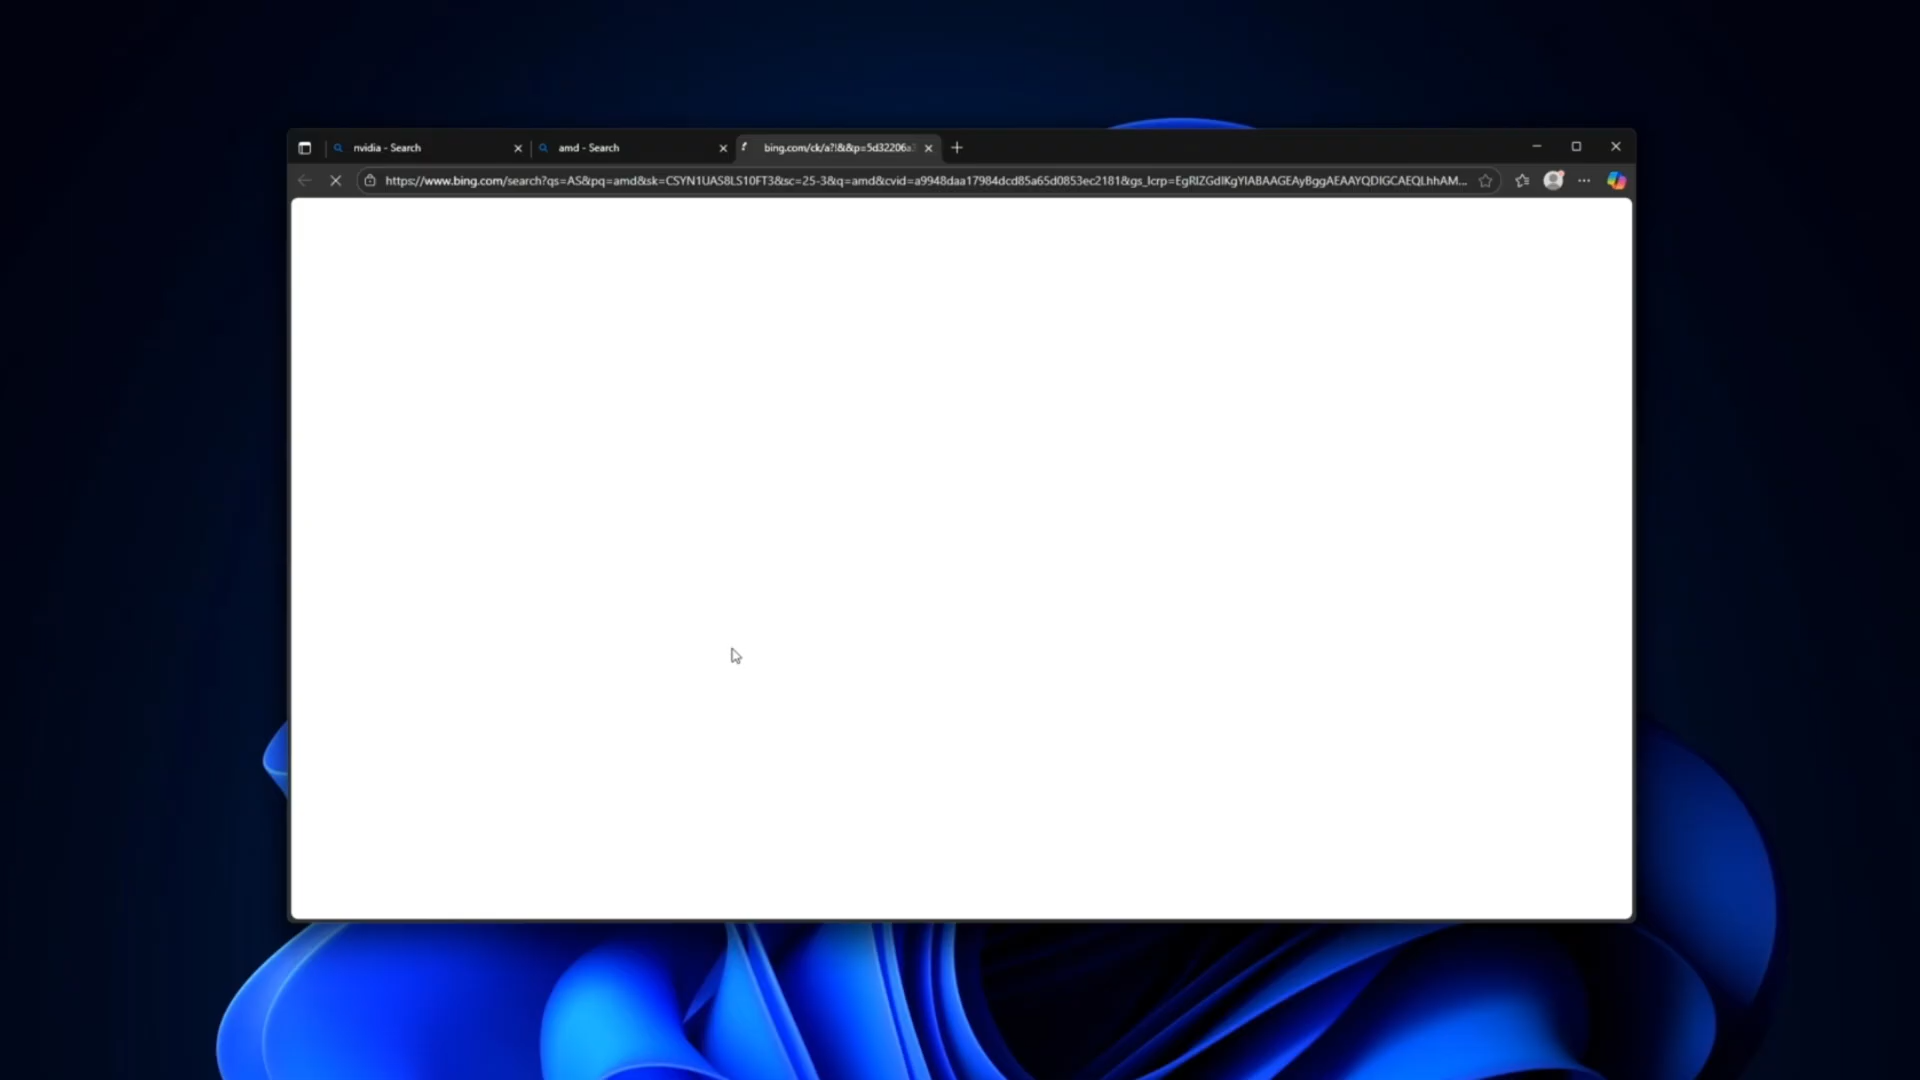 nvidia - Search
amd - Search
bing.com/ck/a?!&&p=5d32206a3
https://www.bing.com/search?qs=AS&pq=amd&sk=CSYN1UAS8LS10FT3&sc=25-3&q=amd&cvid=a9948daa17984dcd85a65d0853ec2181&gs_lcrp=EgRlZGdlKgYIABAAGEAyBggAEAAYQDIGCAEQLhhAM...